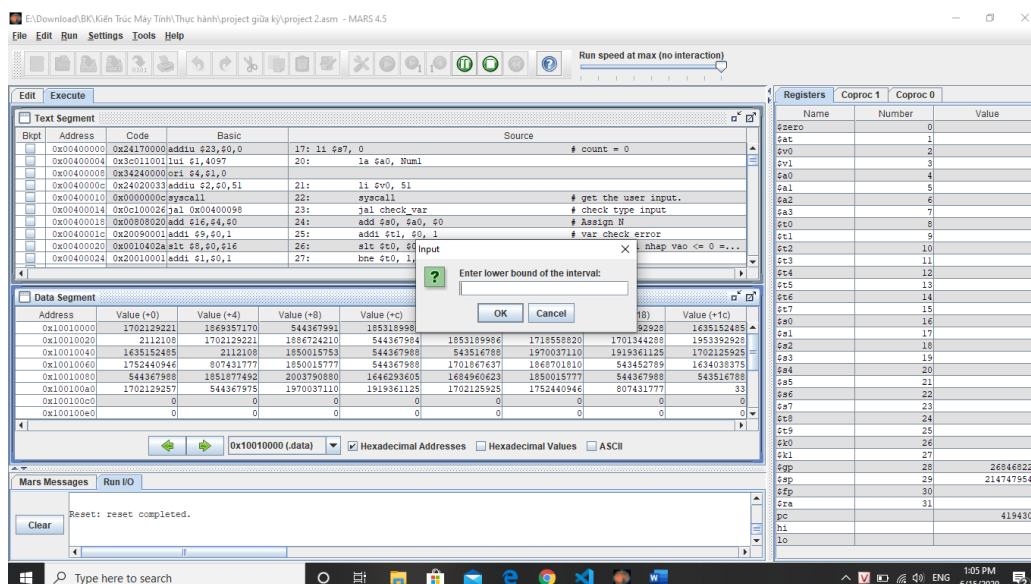 E:\Download\BK\Kiến Trúc Máy Tính\Thực hành\project giữa kỳ\project 2.asm - MARS 4.5
File Edit Run Settings Tools Help
Run speed at max (no interaction)
Edit Execute
Text Segment
Bkpt Address Code Basic Source
0x00400000 0x24170000 addiu $23,$0,0 17: li $s7, 0 # count = 0
0x00400004 0x3c011001 lui $1,4097 20: la $a0, Num1
0x00400008 0x34240000 ori $4,$1,0
0x0040000c 0x24020033 addiu $2,$0,51 21: li $v0, 51
0x00400010 0x0000000c syscall 22: syscall # get the user input.
0x00400014 0x0c100026 jal 0x00400098 23: jal check_var # check type input
0x00400018 0x00808020 add $16,$4,$0 24: add $s0, $a0, $0 # Assign N
0x0040001c 0x20090001 addi $9,$0,1 25: addi $t1, $0, 1 # var check error
0x00400020 0x0010402a slt $8,$0,$16 26: slt $t0, nhap vao <= 0 =...
0x00400024 0x20010001 addi $1,$0,1 27: bne $t0, 1,
Input
Enter lower bound of the interval:
OK Cancel
Data Segment
Address Value (+0) Value (+4) Value (+8) Value (+c) Value (+1c)
0x10010000 1702129221 1869357170 544367991 1635152485
0x10010020 2112108 1702129221 1886724210 544367984 1853189986 1718558820 1701344288 1953392928
0x10010040 1635152485 2112108 1850015753 544367988 543516788 1970037110 1919361125 1702125925
0x10010060 1752440946 807431777 1850015777 544367988 1701867637 1868701810 543452789 1634038375
0x10010080 544367988 1851877492 2003790880 1646293605 1684960623 1850015777 544367988 543516788
0x100100a0 1702129257 544367975 1970037110 1919361125 1702125925 1752440946 807431777 33
0x100100c0 0 0 0 0 0 0 0 0
0x100100e0 0 0 0 0 0 0 0 0
0x10010000 (.data) Hexadecimal Addresses Hexadecimal Values ASCII
Mars Messages Run I/O
Reset: reset completed.
Clear
Registers Coproc 1 Coproc 0
Name Number Value
$zero 0
$at 1
$v0 2
$v1 3
$a0 4
$a1 5
$a2 6
$a3 7
$t0 8
$t1 9
$t2 10
$t3 11
$t4 12
$t5 13
$t6 14
$t7 15
$s0 16
$s1 17
$s2 18
$s3 19
$s4 20
$s5 21
$s6 22
$s7 23
$t8 24
$t9 25
$k0 26
$k1 27
$gp 28 26846822
$sp 29 214747954
$fp 30
$ra 31
pc 419430
hi
lo
Type here to search
ENG
1:05 PM
6/15/2020